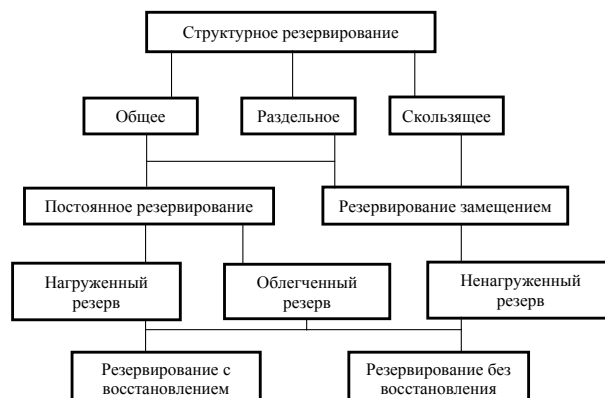 Структурное резервирование
Общее
Раздельное
Скользящее
Постоянное резервирование
Резервирование замещением
Нагруженный
резерв
Облегченный
резерв
Ненагруженный
резерв
Резервирование с
восстановлением
Резервирование без
восстановления